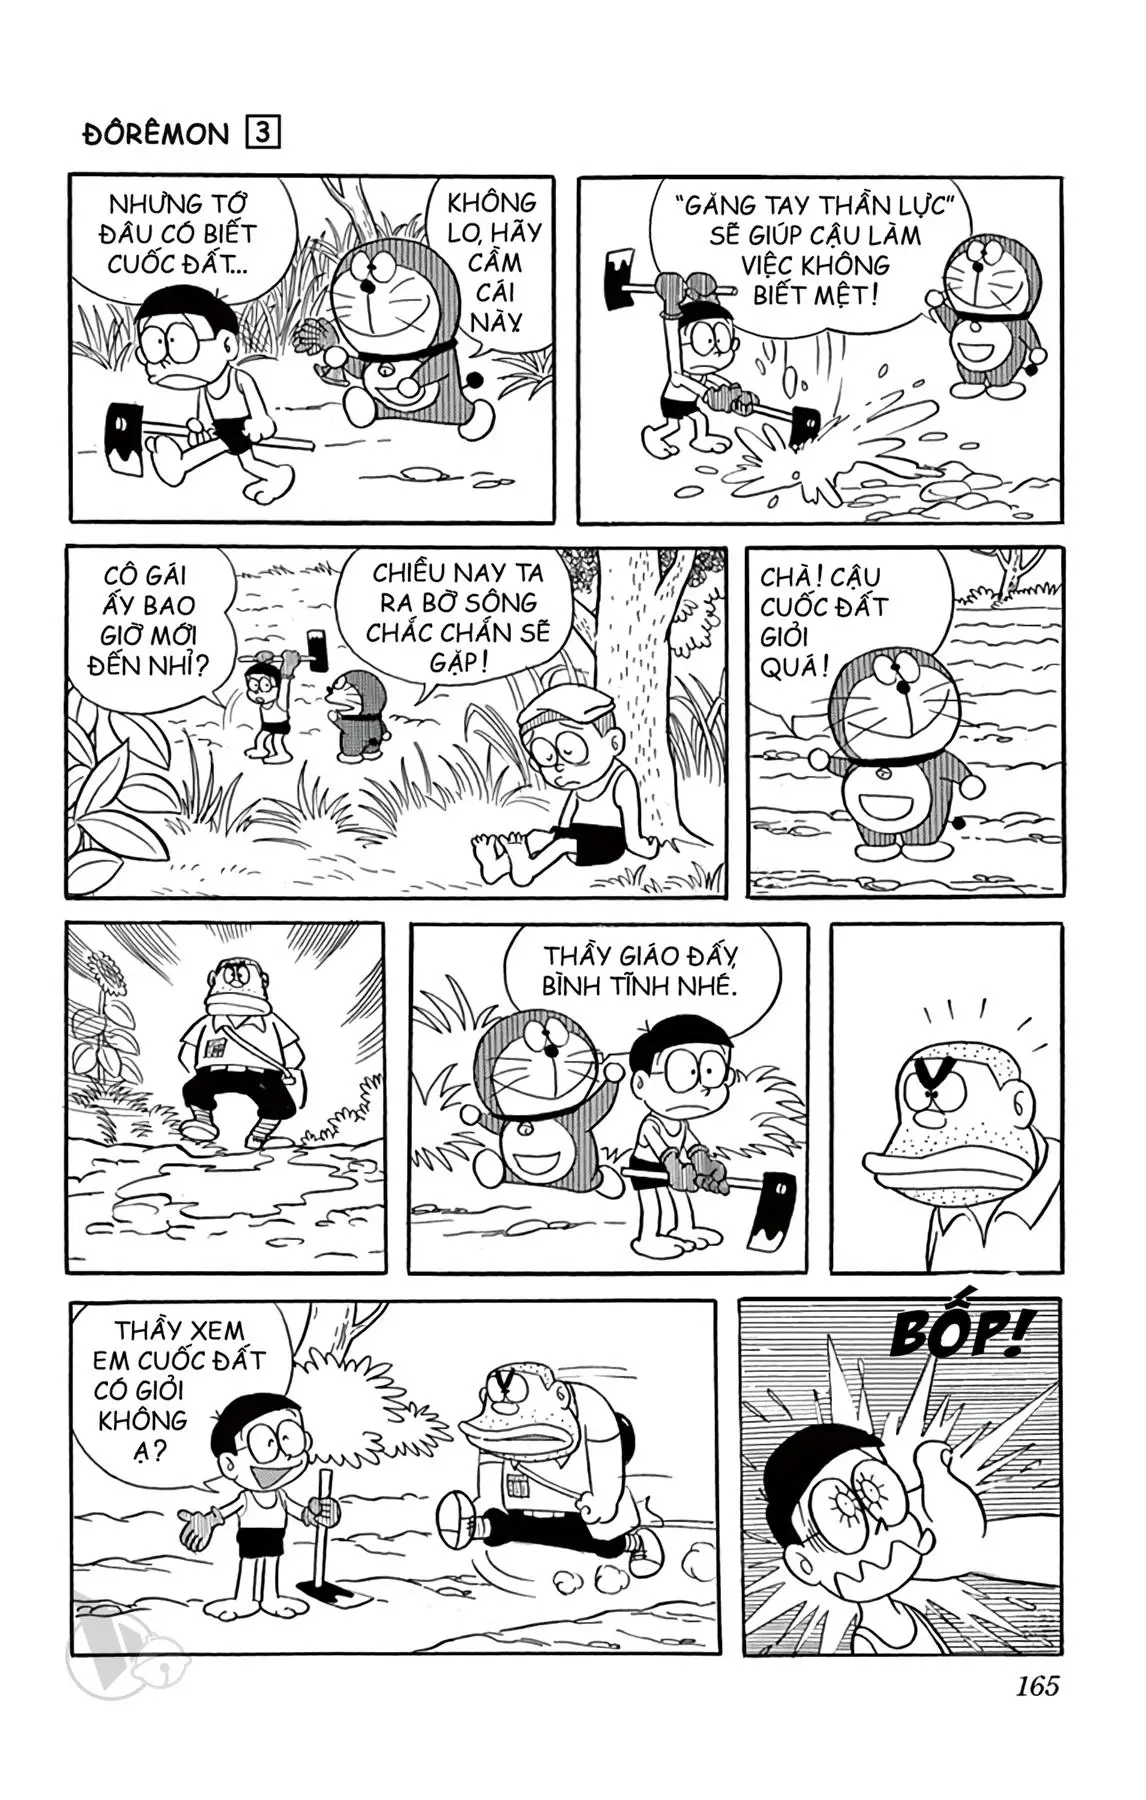 ĐÔRÊMON 3
NHƯNG TỚ
ĐÂU CÓ BIẾT
CUỐC ĐẤT...
KHÔNG
LO, HÃY
CẦM
CÁI
NÀY.
“GĂNG TAY THẦN LỰC”
SẼ GIÚP CẬU LÀM
VIỆC KHÔNG
BIẾT MỆT!
CÔ GÁI
ẤY BAO
GIỜ MỚI
ĐẾN NHỈ?
CHIỀU NAY TA
RA BỜ SÔNG
CHẮC CHẮN SẼ
GẶP!
CHÀ! CẬU
CUỐC ĐẤT
GIỎI
QUÁ!
THẦY GIÁO ĐẤY,
BÌNH TĨNH NHÉ.
THẦY XEM
EM CUỐC ĐẤT
CÓ GIỎI
KHÔNG
Ạ?
BỐP!
165